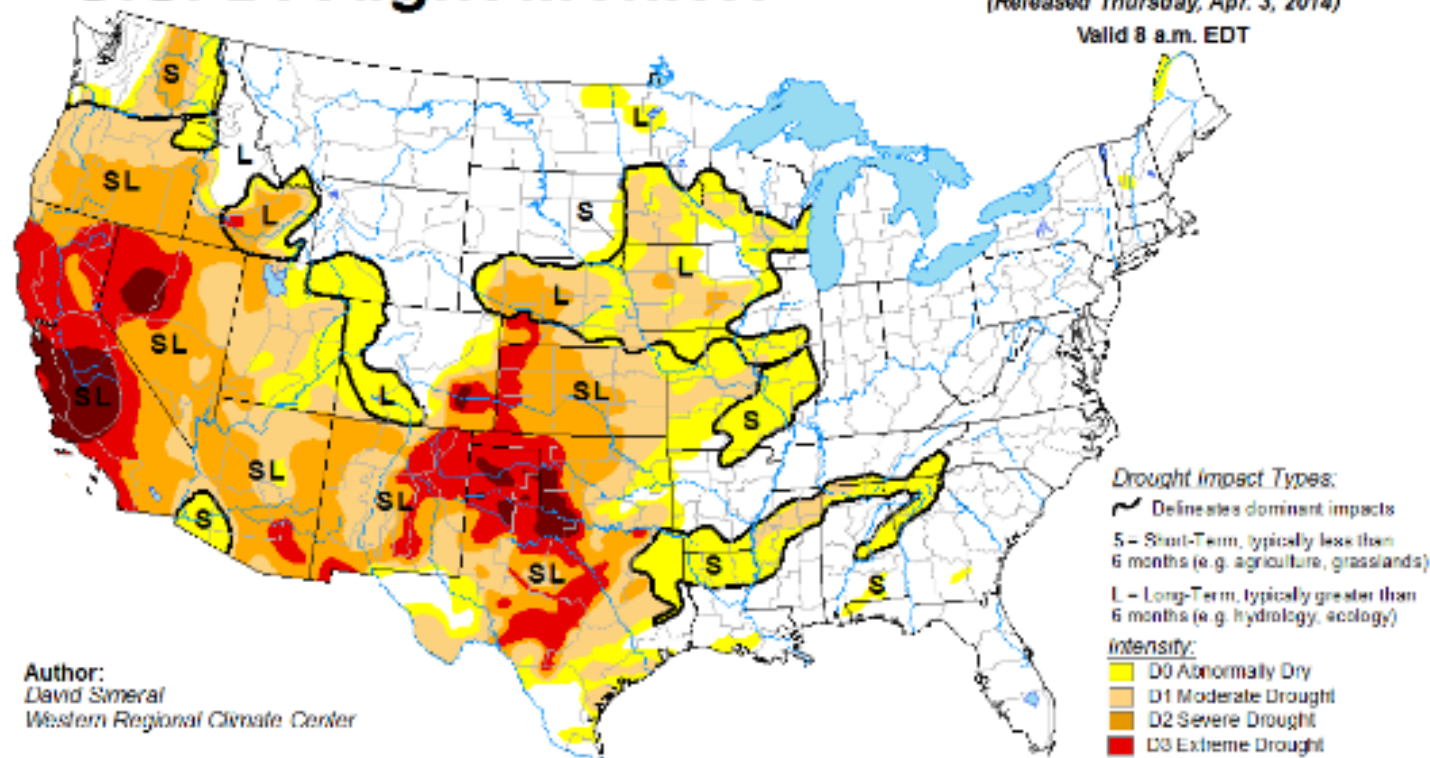 (Released Thursday, Apr. 3, 2014)
Valid 8 a.m. EDT
S
L
L
SL
L
S
L
L
SL
L
SL
SL
S
SL
SL
S
SL
S
S
Drought Impact Types:
Delineates dominant impacts
S = Short-Term, typically less than
6 months (e.g. agriculture, grasslands)
L = Long-Term, typically greater than
6 months (e.g. hydrology, ecology)
Intensity:
D0 Abnormally Dry
D1 Moderate Drought
D2 Severe Drought
D3 Extreme Drought
Author:
David Simeral
Western Regional Climate Center